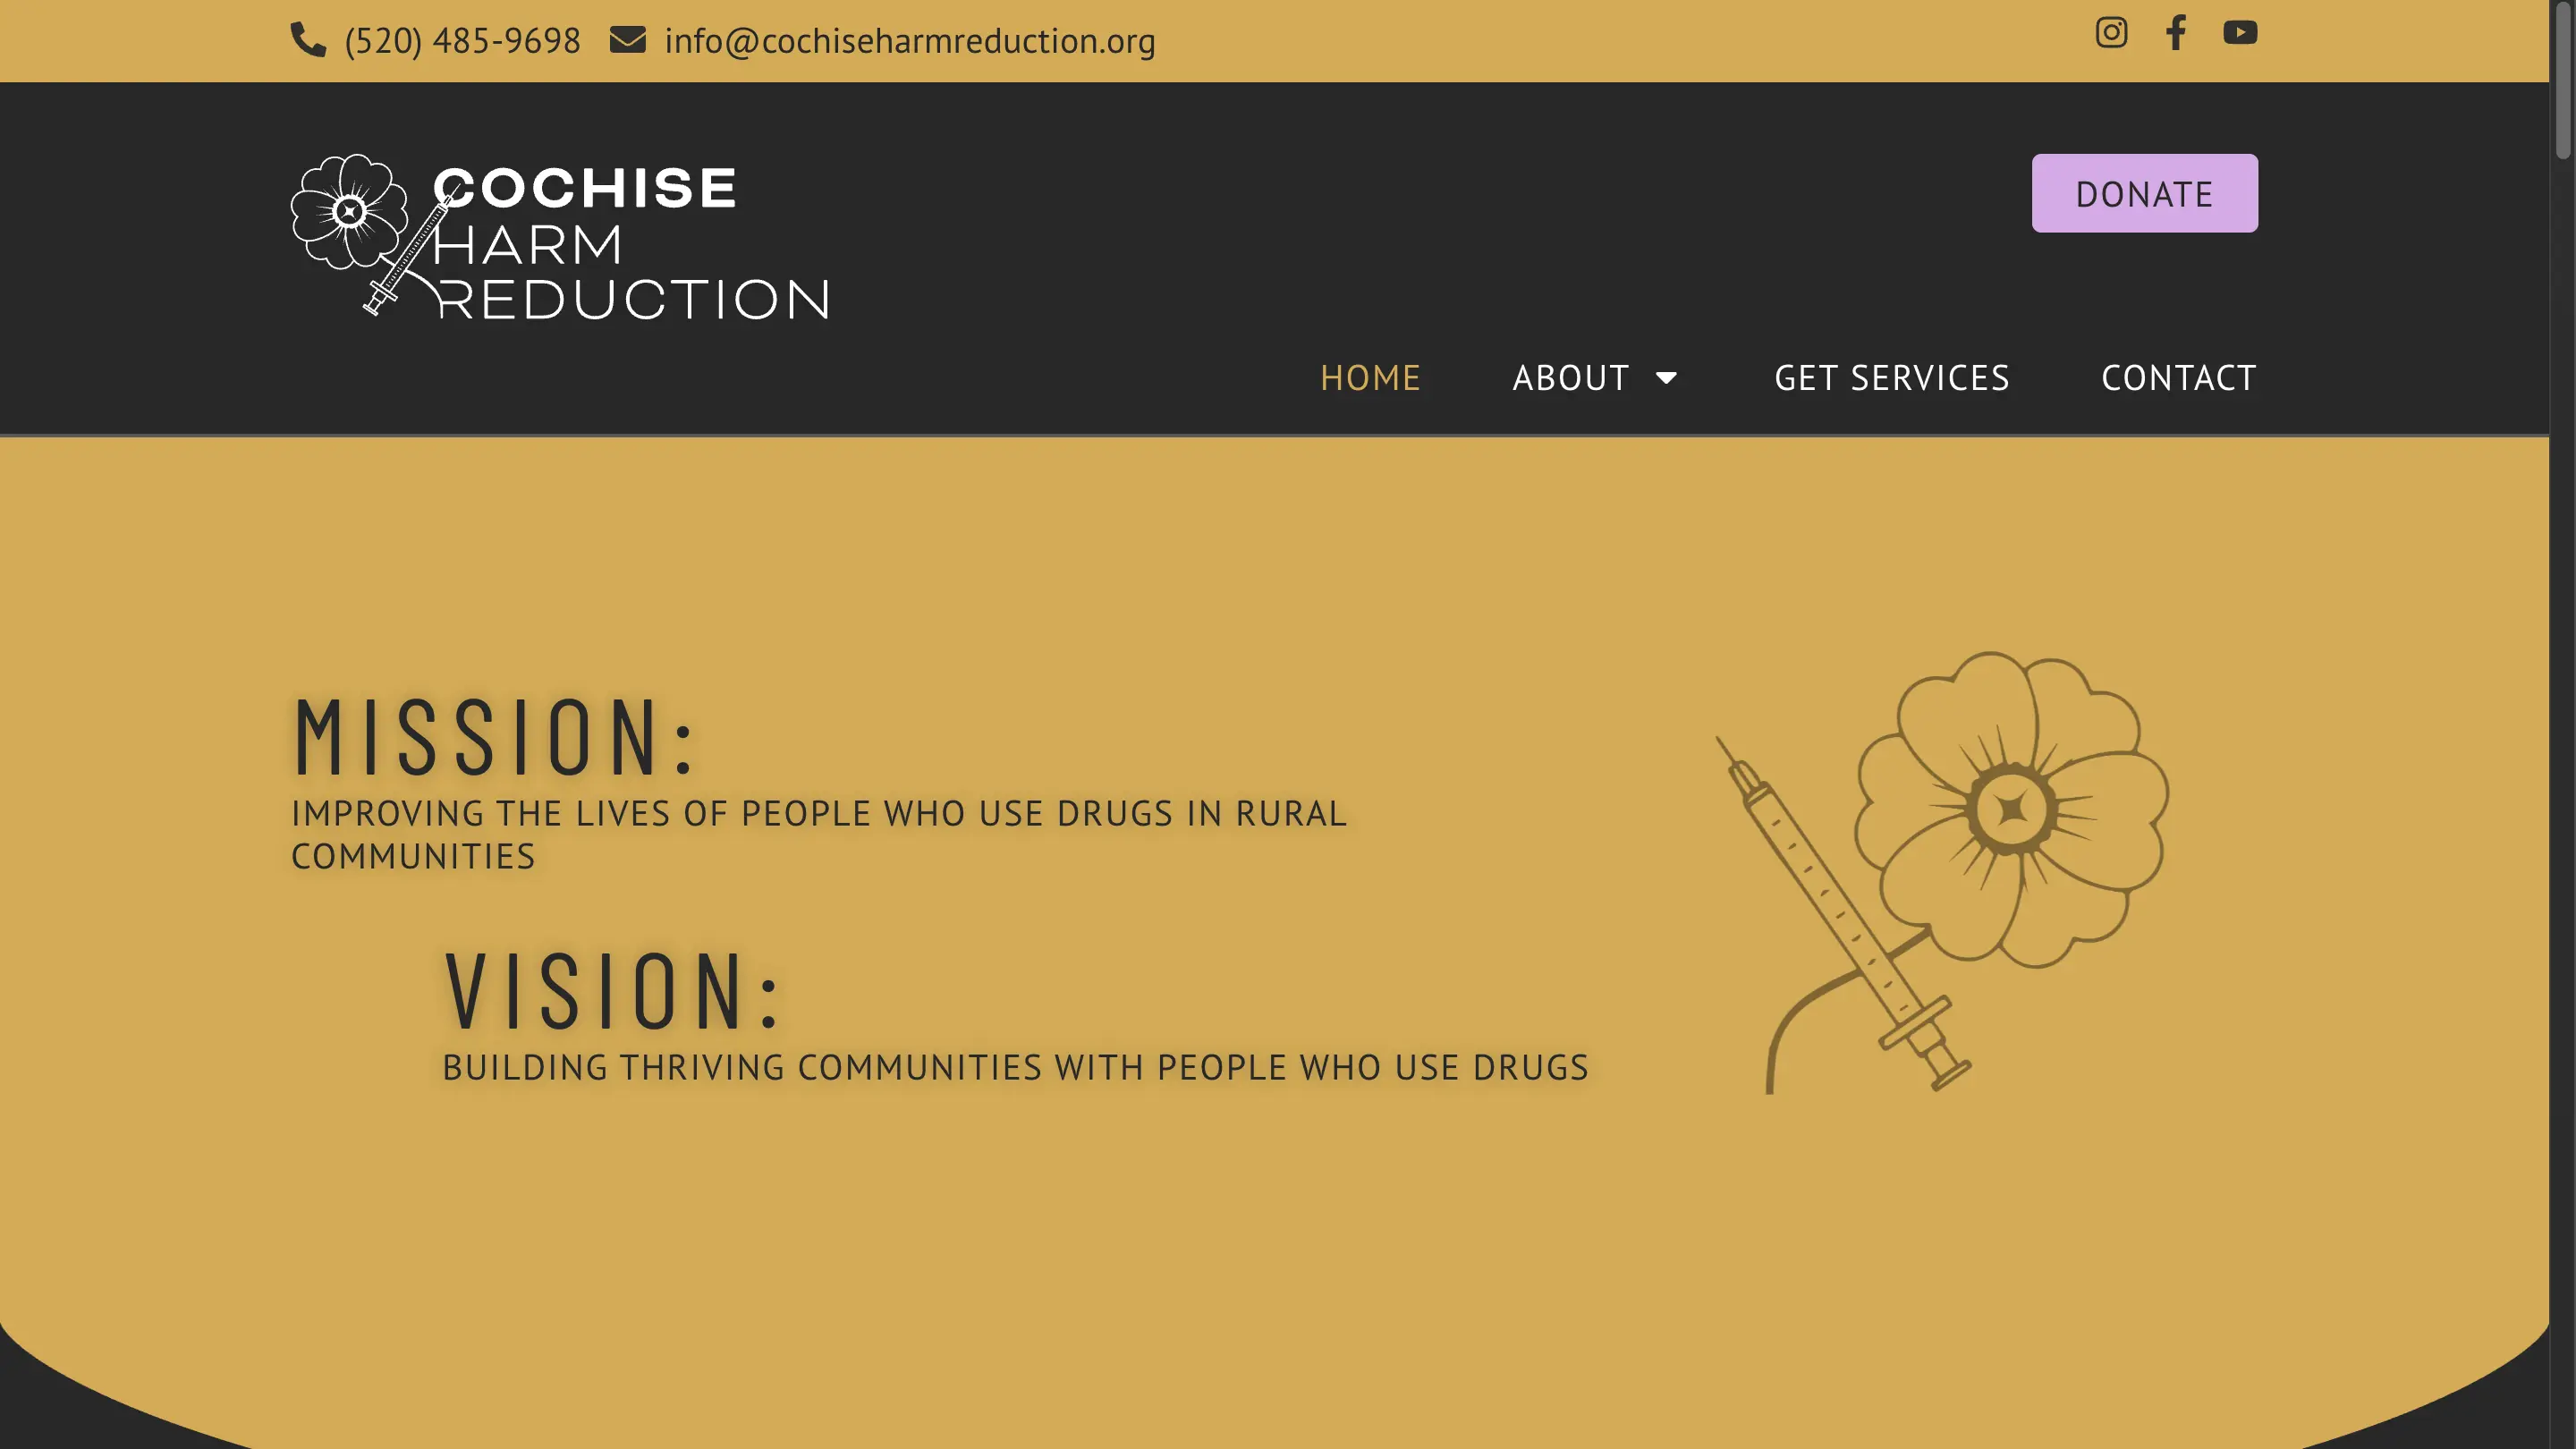 (520) 485-9698 info@cochiseharmreduction.org
COCHISE
HARM
REDUCTION
DONATE
HOME ABOUT GET SERVICES CONTACT
MISSION:
IMPROVING THE LIVES OF PEOPLE WHO USE DRUGS IN RURAL
COMMUNITIES
VISION:
BUILDING THRIVING COMMUNITIES WITH PEOPLE WHO USE DRUGS